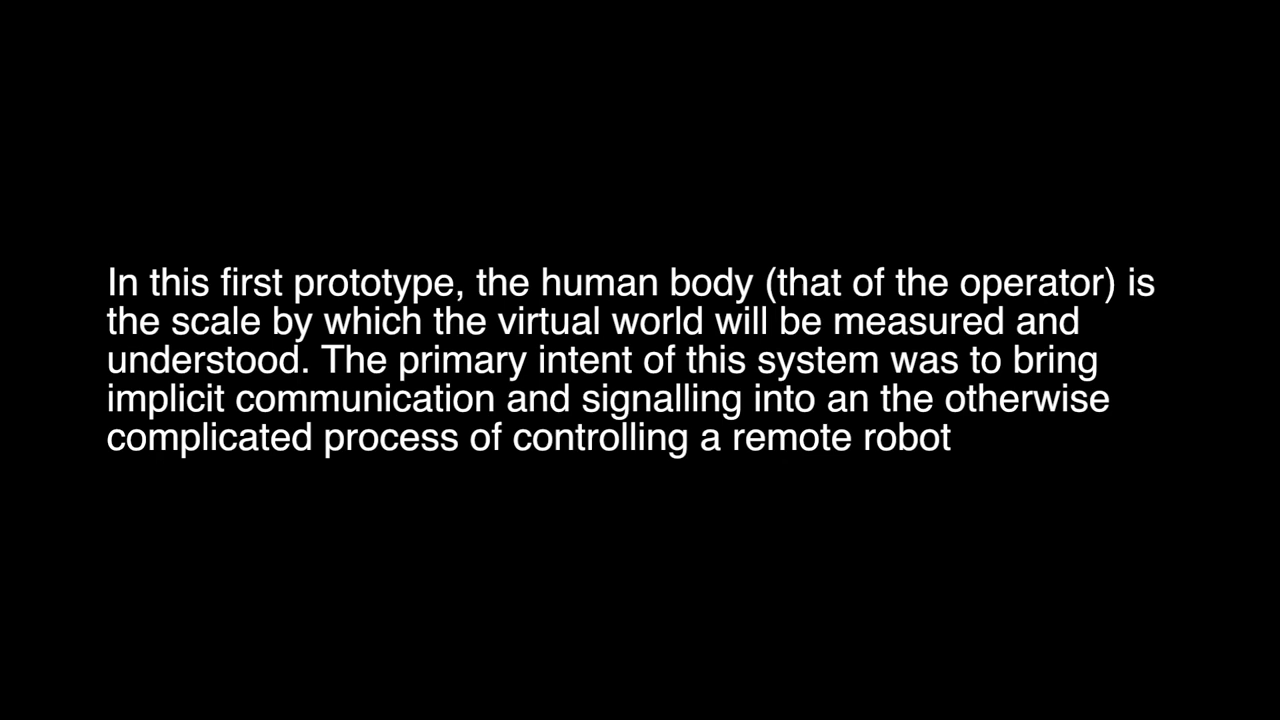 In this first prototype, the human body (that of the operator) is
the scale by which the virtual world will be measured and
understood. The primary intent of this system was to bring
implicit communication and signalling into an the otherwise
complicated process of controlling a remote robot